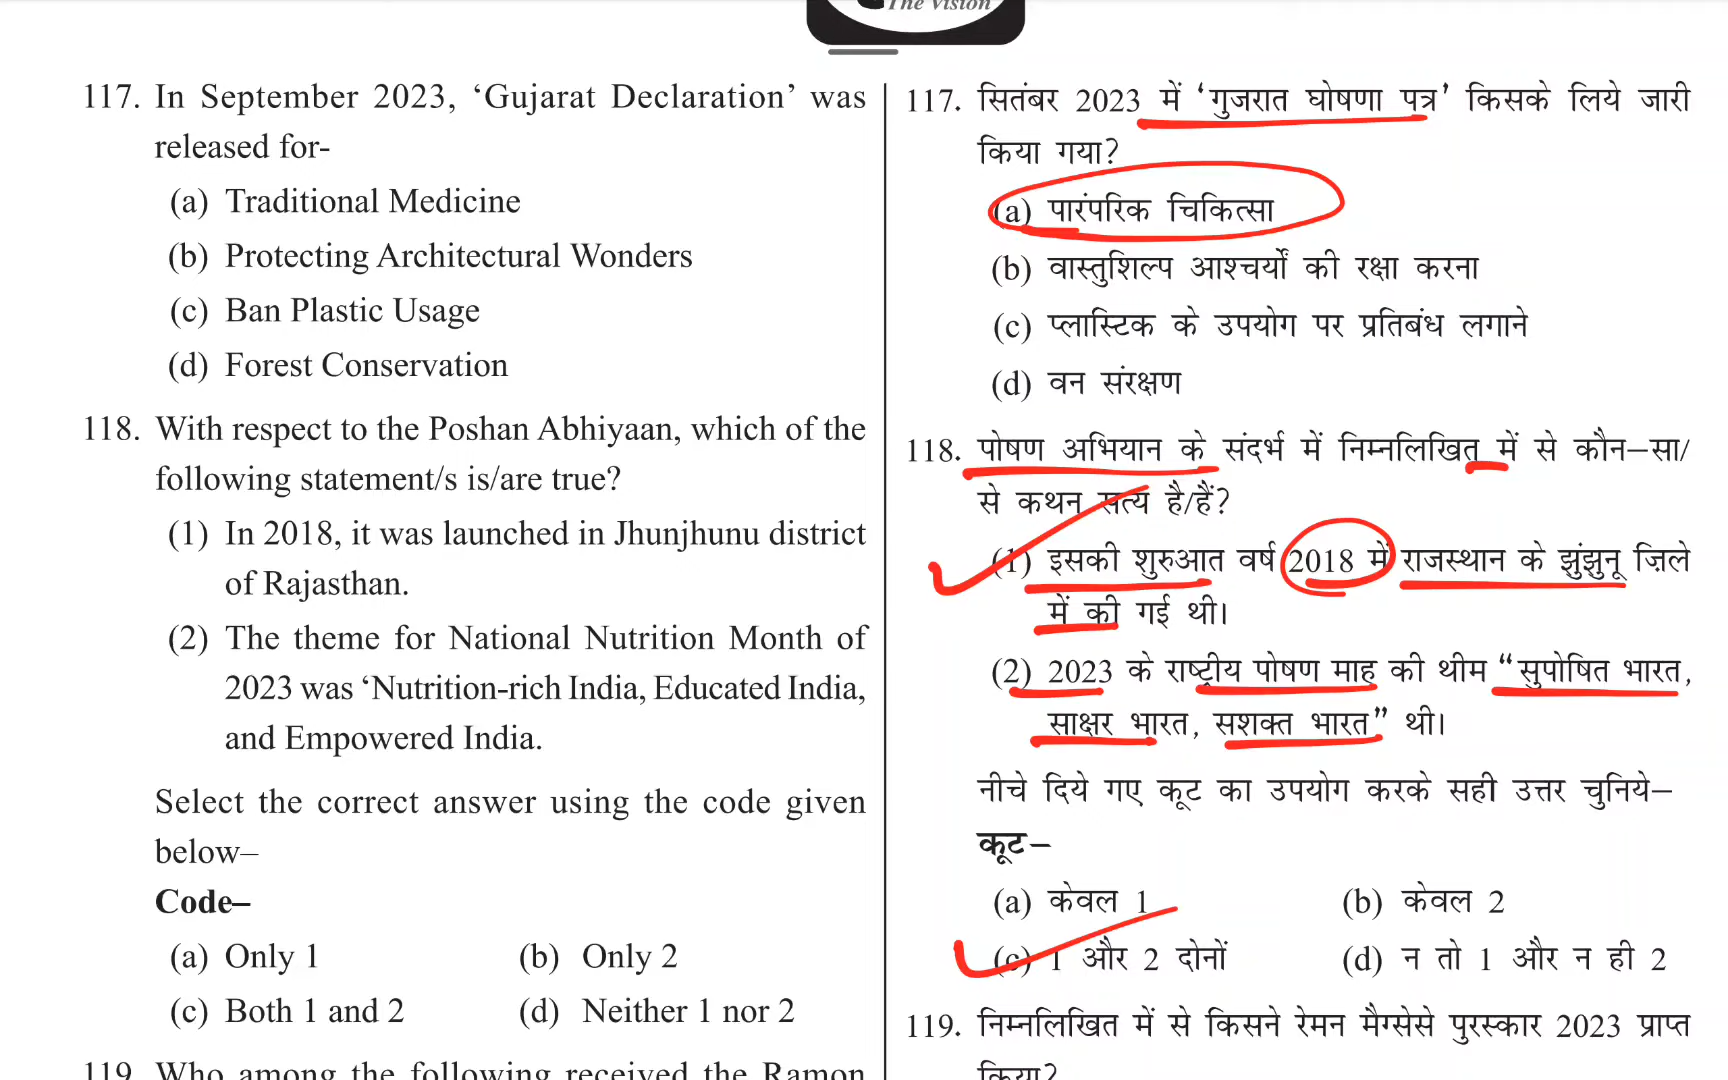 The Vision
117. In September 2023, ‘Gujarat Declaration’ was
released for-
(a) Traditional Medicine
(b) Protecting Architectural Wonders
(c) Ban Plastic Usage
(d) Forest Conservation
118. With respect to the Poshan Abhiyaan, which of the
following statement/s is/are true?
(1) In 2018, it was launched in Jhunjhunu district
of Rajasthan.
(2) The theme for National Nutrition Month of
2023 was ‘Nutrition-rich India, Educated India,
and Empowered India.
Select the correct answer using the code given
below–
Code–
(a) Only 1 (b) Only 2
(c) Both 1 and 2 (d) Neither 1 nor 2
119. Who among the following received the Ramon
117. सितंबर 2023 में ‘गुजरात घोषणा पत्र’ किसके लिये जारी
किया गया?
(a) पारंपरिक चिकित्सा
(b) वास्तुशिल्प आश्चर्यों की रक्षा करना
(c) प्लास्टिक के उपयोग पर प्रतिबंध लगाने
(d) वन संरक्षण
118. पोषण अभियान के संदर्भ में निम्नलिखित में से कौन–सा/
से कथन सत्य है/हैं?
(1) इसकी शुरुआत वर्ष 2018 में राजस्थान के झुंझुनू ज़िले
में की गई थी।
(2) 2023 के राष्ट्रीय पोषण माह की थीम “सुपोषित भारत,
साक्षर भारत, सशक्त भारत” थी।
नीचे दिये गए कूट का उपयोग करके सही उत्तर चुनिये–
कूट–
(a) केवल 1 (b) केवल 2
(c) 1 और 2 दोनों (d) न तो 1 और न ही 2
119. निम्नलिखित में से किसने रेमन मैग्सेसे पुरस्कार 2023 प्राप्त
किया?